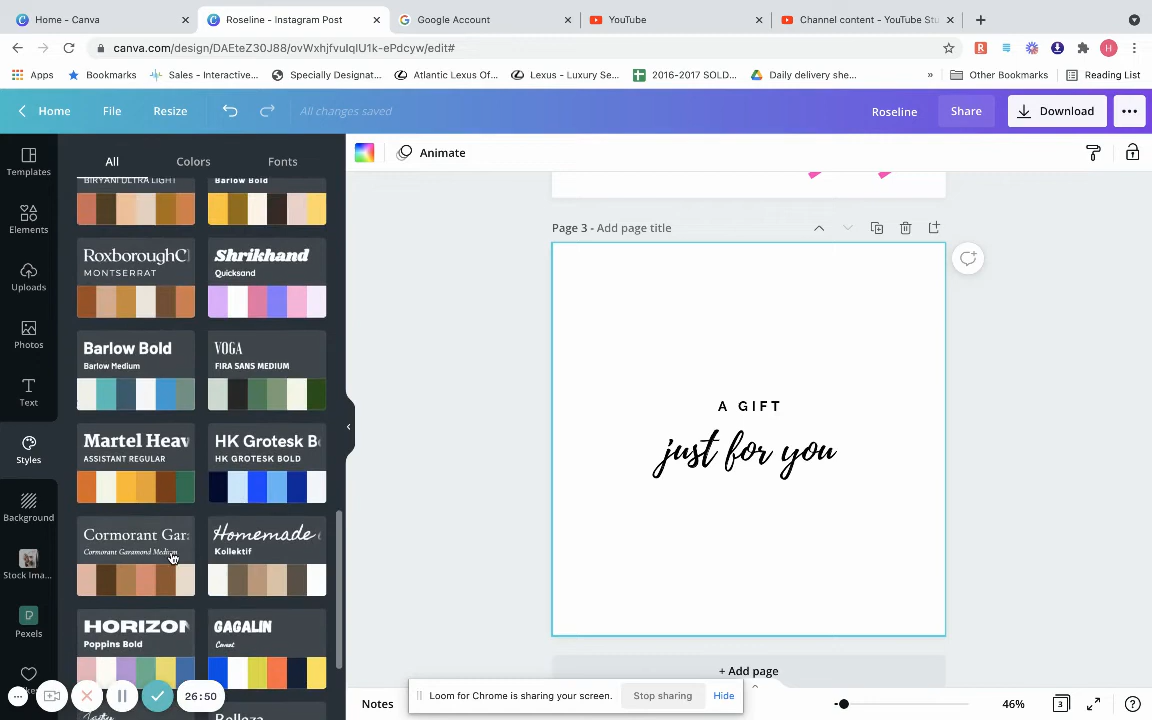 Home - Canva
Roseline - Instagram Post
Google Account
YouTube
Channel content - YouTube Stu
canva.com/design/DAEteZ30J88/ovWxhjfvulqlU1k-ePdcyw/edit#
Apps
Bookmarks
Sales - Interactive...
Specially Designat...
Atlantic Lexus Of...
Lexus - Luxury Se...
2016-2017 SOLD...
Daily delivery she...
Other Bookmarks
Reading List
Home
File
Resize
All changes saved
Roseline
Share
Download
All
Colors
Fonts
Animate
Templates
Elements
Uploads
Photos
Text
Styles
Background
Stock Ima...
Pexels
BIRYANI ULTRA LIGHT
Barlow Bold
RoxboroughC
MONTSERRAT
Shrikhand
Quicksand
Barlow Bold
Barlow Medium
VOGA
FIRA SANS MEDIUM
Martel Heav
ASSISTANT REGULAR
HK Grotesk B
HK GROTESK BOLD
Cormorant Gar
Cormorant Garamond Medium
Homemade
Kollektif
HORIZON
Poppins Bold
GAGALIN
Belleza
Page 3 - Add page title
A GIFT
just for you
+ Add page
26:50
Loom for Chrome is sharing your screen.
Stop sharing
Hide
Notes
46%
3